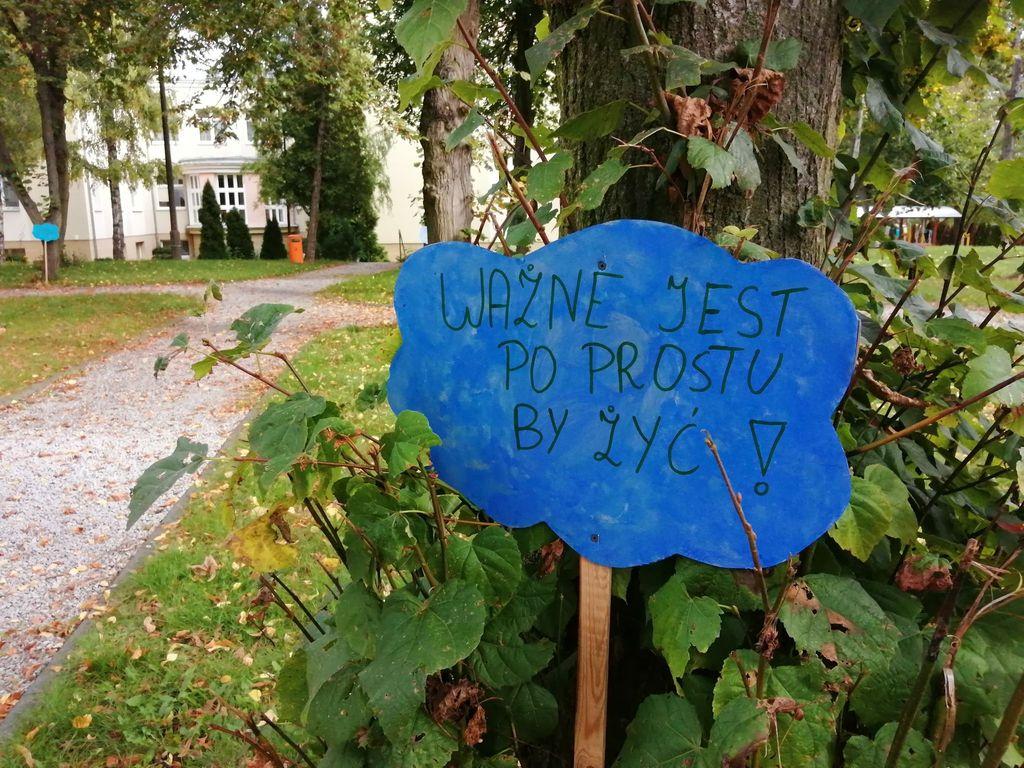 WAŻNE JEST
PO PROSTU
BY ŻYĆ!